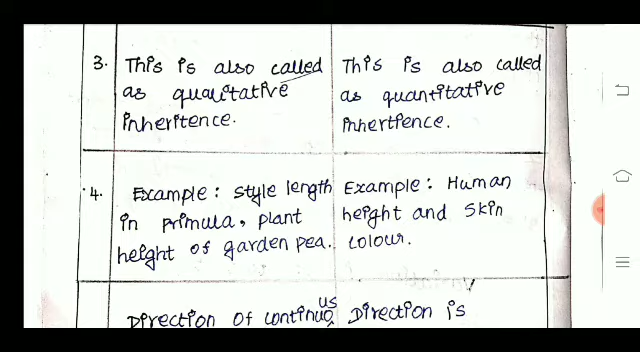 3. This is also called
as qualitative
inheritence.
This is also called
as quantitative
inhertience.
4. Example: style length
in primula, plant
height of garden pea.
Example: Human
height and skin
colour.
Direction of continuous
Direction is